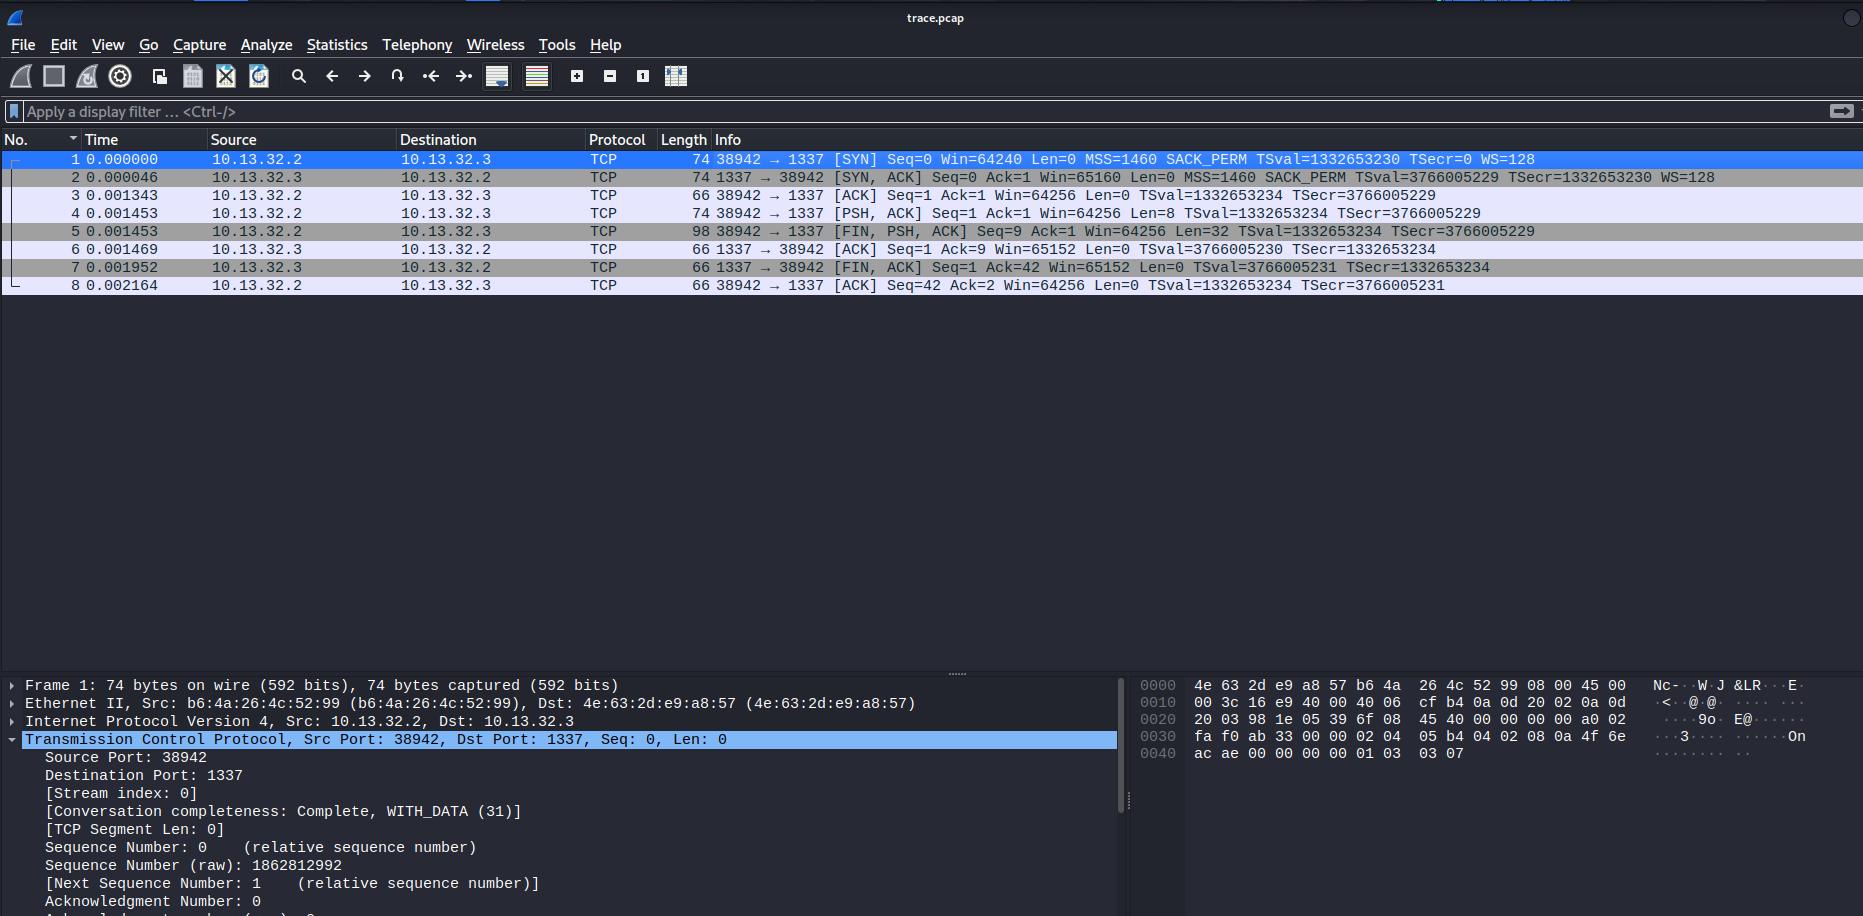 trace.pcap
File Edit View Go Capture Analyze Statistics Telephony Wireless Tools Help
Apply a display filter … <Ctrl-/>
No. Time Source Destination Protocol Length Info
1 0.000000 10.13.32.2 10.13.32.3 TCP 74 38942 → 1337 [SYN] Seq=0 Win=64240 Len=0 MSS=1460 SACK_PERM TSval=1332653230 TSecr=0 WS=128
2 0.000046 10.13.32.3 10.13.32.2 TCP 74 1337 → 38942 [SYN, ACK] Seq=0 Ack=1 Win=65160 Len=0 MSS=1460 SACK_PERM TSval=3766005229 TSecr=1332653230 WS=128
3 0.001343 10.13.32.2 10.13.32.3 TCP 66 38942 → 1337 [ACK] Seq=1 Ack=1 Win=64256 Len=0 TSval=1332653234 TSecr=3766005229
4 0.001453 10.13.32.2 10.13.32.3 TCP 74 38942 → 1337 [PSH, ACK] Seq=1 Ack=1 Win=64256 Len=8 TSval=1332653234 TSecr=3766005229
5 0.001453 10.13.32.2 10.13.32.3 TCP 98 38942 → 1337 [FIN, PSH, ACK] Seq=9 Ack=1 Win=64256 Len=32 TSval=1332653234 TSecr=3766005229
6 0.001469 10.13.32.3 10.13.32.2 TCP 66 1337 → 38942 [ACK] Seq=1 Ack=9 Win=65152 Len=0 TSval=3766005230 TSecr=1332653234
7 0.001952 10.13.32.3 10.13.32.2 TCP 66 1337 → 38942 [FIN, ACK] Seq=1 Ack=42 Win=65152 Len=0 TSval=3766005231 TSecr=1332653234
8 0.002164 10.13.32.2 10.13.32.3 TCP 66 38942 → 1337 [ACK] Seq=42 Ack=2 Win=64256 Len=0 TSval=1332653234 TSecr=3766005231
Frame 1: 74 bytes on wire (592 bits), 74 bytes captured (592 bits)
Ethernet II, Src: b6:4a:26:4c:52:99 (b6:4a:26:4c:52:99), Dst: 4e:63:2d:e9:a8:57 (4e:63:2d:e9:a8:57)
Internet Protocol Version 4, Src: 10.13.32.2, Dst: 10.13.32.3
Transmission Control Protocol, Src Port: 38942, Dst Port: 1337, Seq: 0, Len: 0
Source Port: 38942
Destination Port: 1337
[Stream index: 0]
[Conversation completeness: Complete, WITH_DATA (31)]
[TCP Segment Len: 0]
Sequence Number: 0 (relative sequence number)
Sequence Number (raw): 1862812992
[Next Sequence Number: 1 (relative sequence number)]
Acknowledgment Number: 0
0000 4e 63 2d e9 a8 57 b6 4a 26 4c 52 99 08 00 45 00 Nc-··W·J &LR···E·
0010 00 3c 16 e9 40 00 40 06 cf b4 0a 0d 20 02 0a 0d ·<··@·@· ···· ···
0020 20 03 98 1e 05 39 6f 08 45 40 00 00 00 00 a0 02  ····9o· E@······
0030 fa f0 ab 33 00 00 02 04 05 b4 04 02 08 0a 4f 6e ···3···· ······On
0040 ac ae 00 00 00 00 01 03 03 07 ········ ··